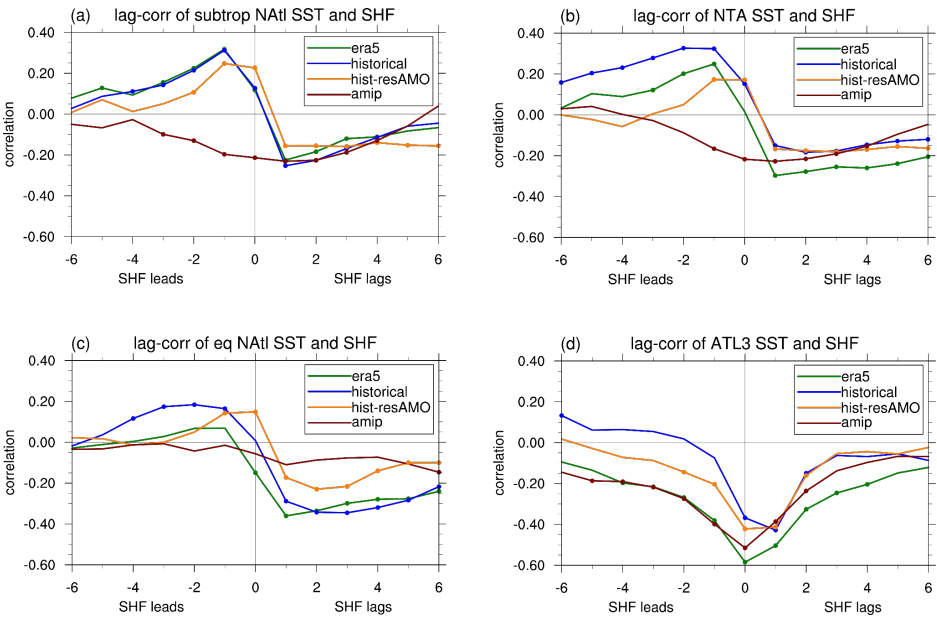 (a) lag-corr of subtrop NAtl SST and SHF
0.40
0.20
0.00
-0.20
-0.40
-0.60
correlation
era5
historical
hist-resAMO
amip
-6 -4 -2 0 2 4 6
SHF leads SHF lags
(b) lag-corr of NTA SST and SHF
0.40
0.20
0.00
-0.20
-0.40
-0.60
correlation
era5
historical
hist-resAMO
amip
-6 -4 -2 0 2 4 6
SHF leads SHF lags
(c) lag-corr of eq NAtl SST and SHF
0.40
0.20
0.00
-0.20
-0.40
-0.60
correlation
era5
historical
hist-resAMO
amip
-6 -4 -2 0 2 4 6
SHF leads SHF lags
(d) lag-corr of ATL3 SST and SHF
0.40
0.20
0.00
-0.20
-0.40
-0.60
correlation
era5
historical
hist-resAMO
amip
-6 -4 -2 0 2 4 6
SHF leads SHF lags